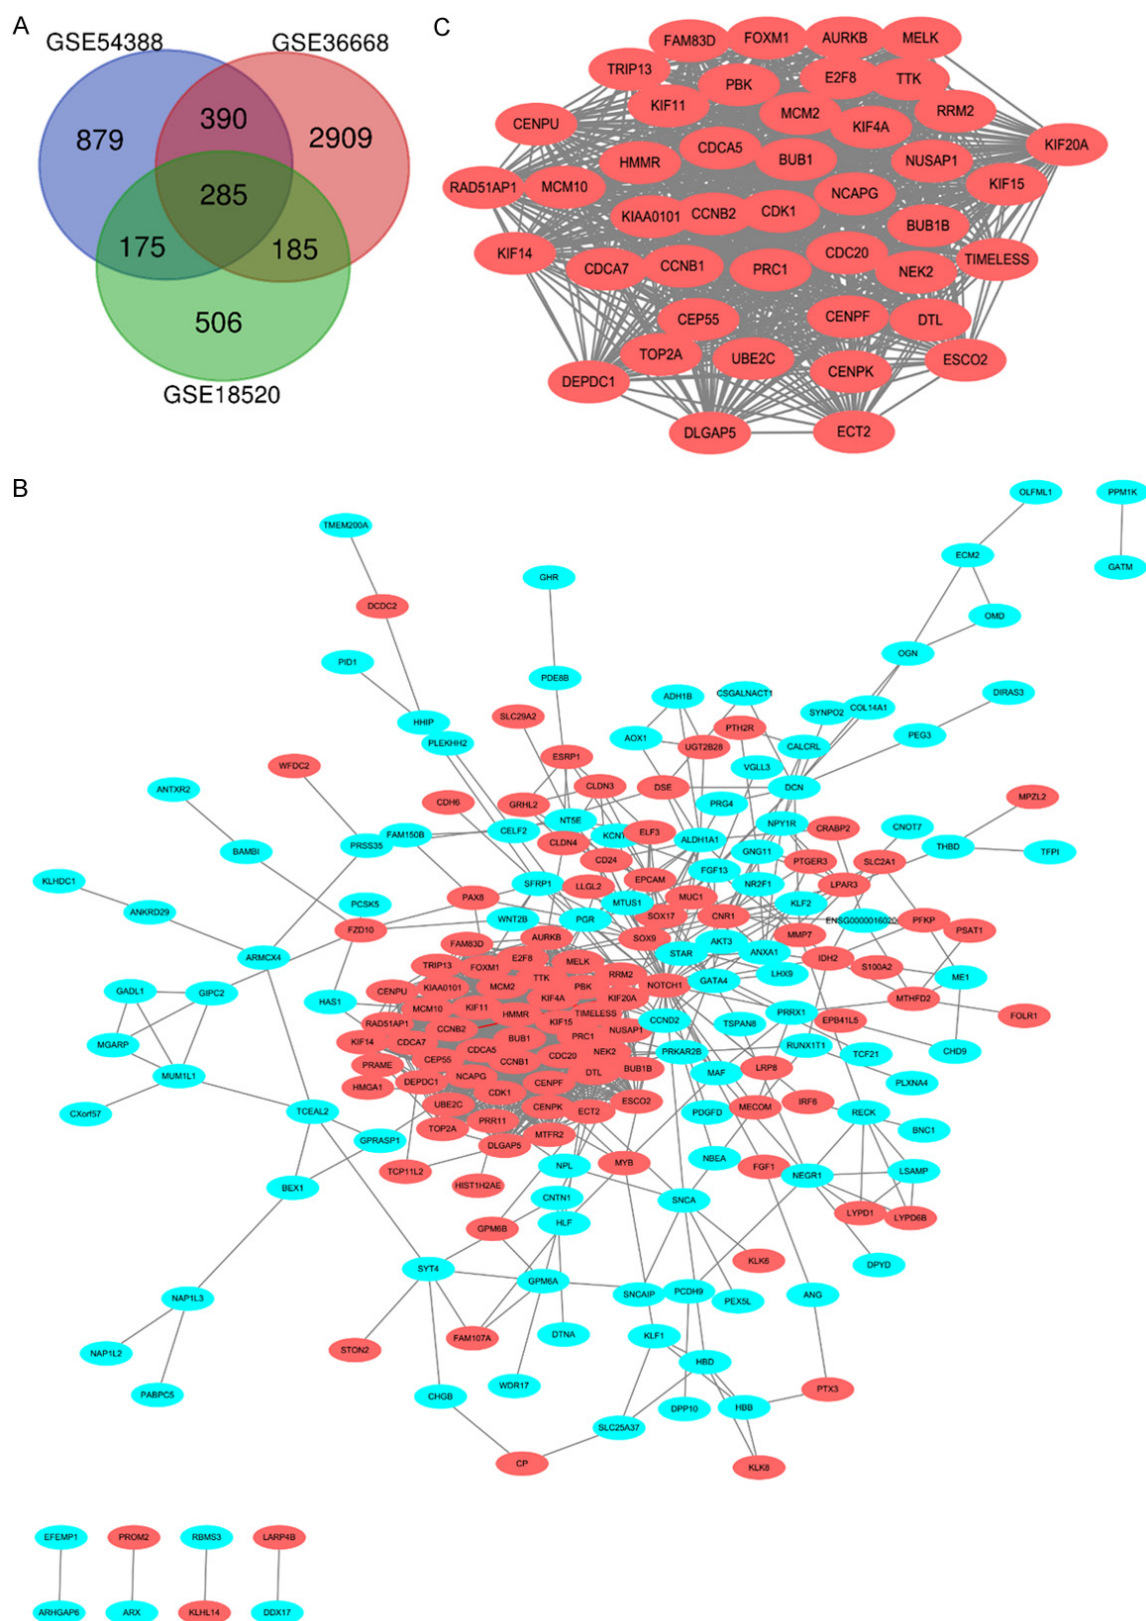 A
GSE54388
GSE36668
879
390
2909
285
175
185
506
GSE18520
C
FAM83D
FOXM1
AURKB
MELK
TRIP13
PBK
E2F8
TTK
KIF11
MCM2
RRM2
CENPU
KIF4A
KIF20A
HMMR
CDCA5
BUB1
NUSAP1
RAD51AP1
MCM10
NCAPG
KIF15
KIAA0101
CCNB2
CDK1
BUB1B
KIF14
CDCA7
CCNB1
PRC1
CDC20
NEK2
TIMELESS
CEP55
CENPF
DTL
TOP2A
UBE2C
CENPK
ESCO2
DEPDC1
DLGAP5
ECT2
B
OLFML1
PPM1K
TMEM200A
ECM2
GATM
GHR
DCDC2
OMD
PID1
OGN
PDE8B
ADH1B
CSGALNACT1
DIRAS3
SLC29A2
SYNPO2
COL14A1
HHIP
PLEKHH2
AOX1
UGT2B28
PTH2R
CALCRL
PEG3
WFDC2
ESRP1
VGLL3
ANTXR2
CLDN3
DSE
DCN
MPZL2
CDH6
GRHL2
PRG4
NT5E
NPY1R
CRABP2
CNOT7
BAMBI
PRSS35
FAM150B
CELF2
CLDN4
KCNT
ELF3
ALDH1A1
GNG11
THBD
TFPI
CD24
FGF13
PTGER3
SLC2A1
KLHDC1
SFRP1
LLGL2
EPCAM
NR2F1
LPAR3
PCSK5
PAX8
MTUS1
MUC1
KLF2
ANKRD29
WNT2B
PGR
SOX17
CNR1
ENSG0000016020
PFKP
FZD10
AURKB
SOX9
MMP7
PSAT1
FAM83D
AKT3
ARMCX4
E2F8
MELK
STAR
ANXA1
IDH2
TRIP13
FOXM1
TTK
RRM2
LHX9
S100A2
ME1
GADL1
GIPC2
CENPU
KIAA0101
MCM2
PBK
NOTCH1
GATA4
HAS1
MCM10
KIF11
KIF4A
KIF20A
MTHFD2
FOLR1
RAD51AP1
HMMR
TIMELESS
CCND2
TSPAN8
PRRX1
EPB41L5
CCNB2
KIF15
NUSAP1
MGARP
KIF14
CDCA7
BUB1
PRC1
PRKAR2B
RUNX1T1
TCF21
CHD9
CDCA5
NEK2
PRAME
CEP55
CCNB1
CDC20
BUB1B
MAF
LRP8
MUM1L1
HMGA1
DEPDC1
NCAPG
CENPF
DTL
PLXNA4
CDK1
ESCO2
IRF6
CXorf57
TCEAL2
UBE2C
CENPK
ECT2
PDGFD
MECOM
RECK
TOP2A
PRR11
BNC1
GPRASP1
DLGAP5
MTFR2
TCP11L2
NPL
MYB
NBEA
FGF1
NEGR1
LSAMP
BEX1
HIST1H2AE
CNTN1
SNCA
LYPD1
LYPD6B
GPM6B
HLF
SYT4
KLK6
DPYD
GPM6A
SNCAIP
PCDH9
PEX5L
ANG
NAP1L3
STON2
FAM107A
DTNA
KLF1
NAP1L2
HBD
PABPC5
CHGB
WDR17
DPP10
HBB
PTX3
SLC25A37
CP
KLK8
EFEMP1
PROM2
RBMS3
LARP4B
ARHGAP6
ARX
KLHL14
DDX17